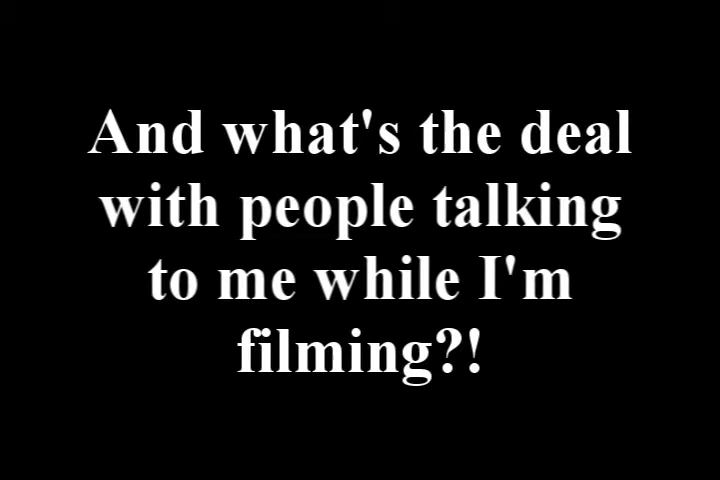 And what's the deal
with people talking
to me while I'm
filming?!